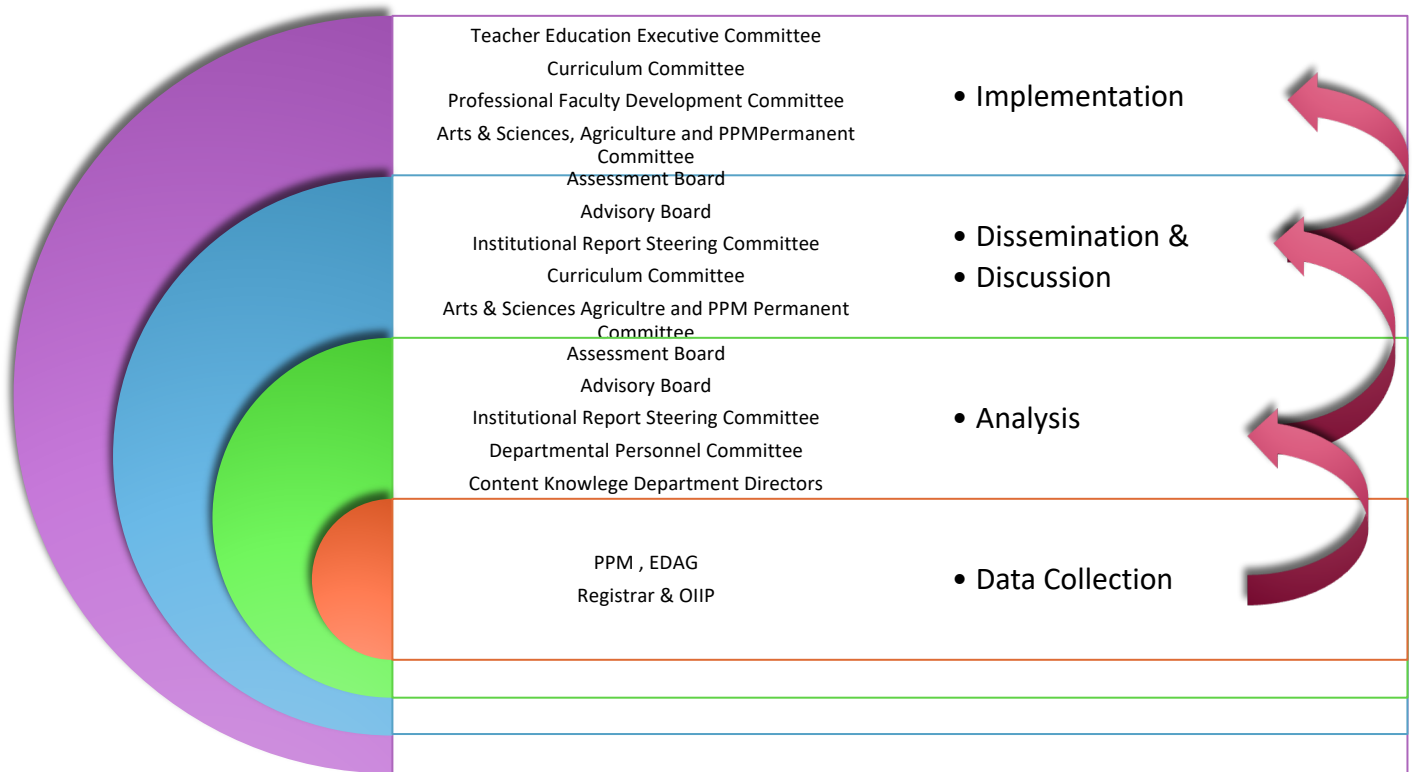 Teacher Education Executive Committee
Curriculum Committee
Professional Faculty Development Committee
Arts & Sciences, Agriculture and PPMPermanent
Committee
• Implementation
Assessment Board
Advisory Board
Institutional Report Steering Committee
Curriculum Committee
Arts & Sciences Agricultre and PPM Permanent
Committee
• Dissemination &
• Discussion
Assessment Board
Advisory Board
Institutional Report Steering Committee
Departmental Personnel Committee
Content Knowlege Department Directors
• Analysis
PPM , EDAG
Registrar & OIIP
• Data Collection